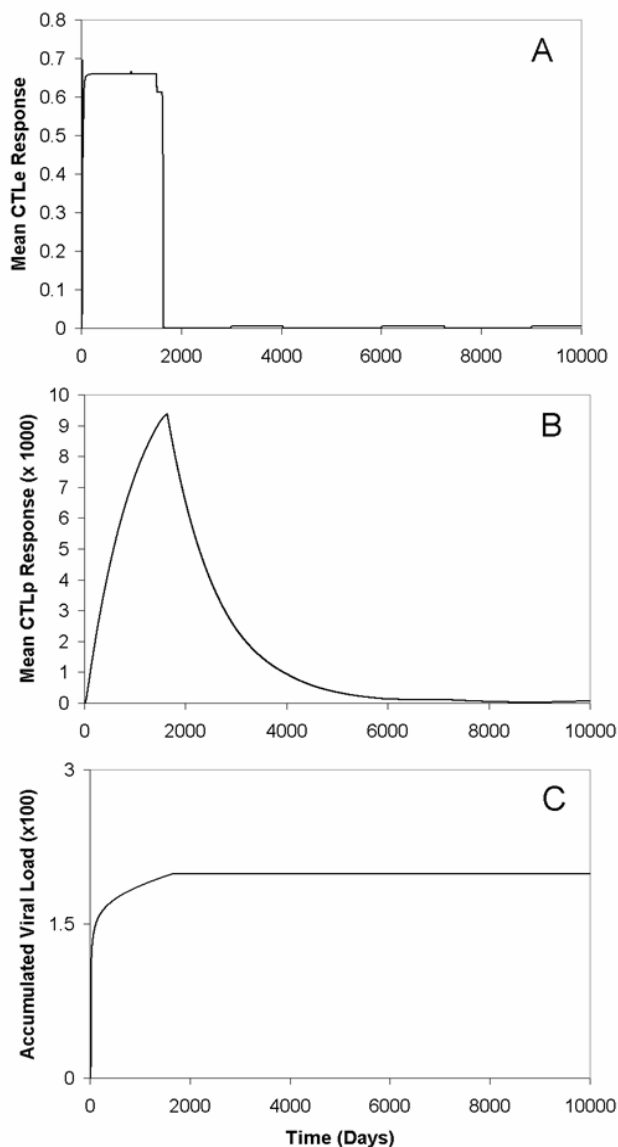 A
Mean CTLe Response
0.8
0.7
0.6
0.5
0.4
0.3
0.2
0.1
0
0 2000 4000 6000 8000 10000
B
Mean CTLp Response (x 1000)
10
9
8
7
6
5
4
3
2
1
0
0 2000 4000 6000 8000 10000
C
Accumulated Viral Load (x100)
3
1.5
0
0 2000 4000 6000 8000 10000
Time (Days)